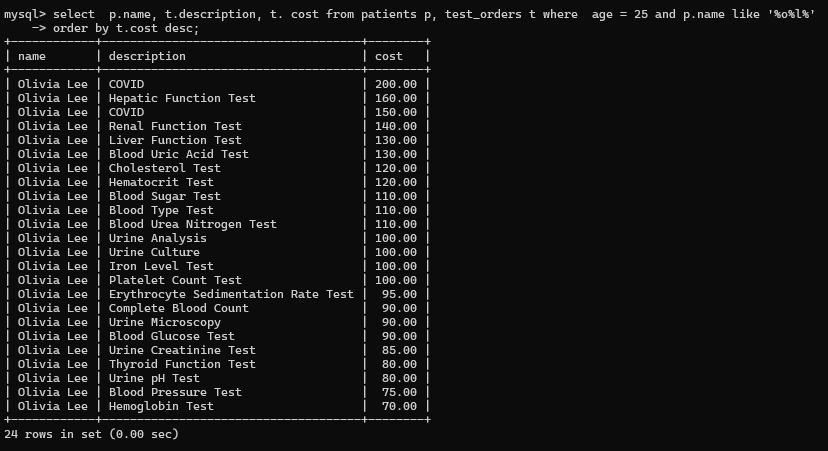 mysql> select  p.name, t.description, t. cost from patients p, test_orders t where  age = 25 and p.name like '%o%l%'
    -> order by t.cost desc;
+------------+-------------------------------------+--------+
| name       | description                         | cost   |
+------------+-------------------------------------+--------+
| Olivia Lee | COVID                               | 200.00 |
| Olivia Lee | Hepatic Function Test               | 160.00 |
| Olivia Lee | COVID                               | 150.00 |
| Olivia Lee | Renal Function Test                 | 140.00 |
| Olivia Lee | Liver Function Test                 | 130.00 |
| Olivia Lee | Blood Uric Acid Test                | 130.00 |
| Olivia Lee | Cholesterol Test                    | 120.00 |
| Olivia Lee | Hematocrit Test                     | 120.00 |
| Olivia Lee | Blood Sugar Test                    | 110.00 |
| Olivia Lee | Blood Type Test                     | 110.00 |
| Olivia Lee | Blood Urea Nitrogen Test            | 110.00 |
| Olivia Lee | Urine Analysis                      | 100.00 |
| Olivia Lee | Urine Culture                       | 100.00 |
| Olivia Lee | Iron Level Test                     | 100.00 |
| Olivia Lee | Platelet Count Test                 | 100.00 |
| Olivia Lee | Erythrocyte Sedimentation Rate Test |  95.00 |
| Olivia Lee | Complete Blood Count                |  90.00 |
| Olivia Lee | Urine Microscopy                    |  90.00 |
| Olivia Lee | Blood Glucose Test                  |  90.00 |
| Olivia Lee | Urine Creatinine Test               |  85.00 |
| Olivia Lee | Thyroid Function Test               |  80.00 |
| Olivia Lee | Urine pH Test                       |  80.00 |
| Olivia Lee | Blood Pressure Test                 |  75.00 |
| Olivia Lee | Hemoglobin Test                     |  70.00 |
+------------+-------------------------------------+--------+
24 rows in set (0.00 sec)